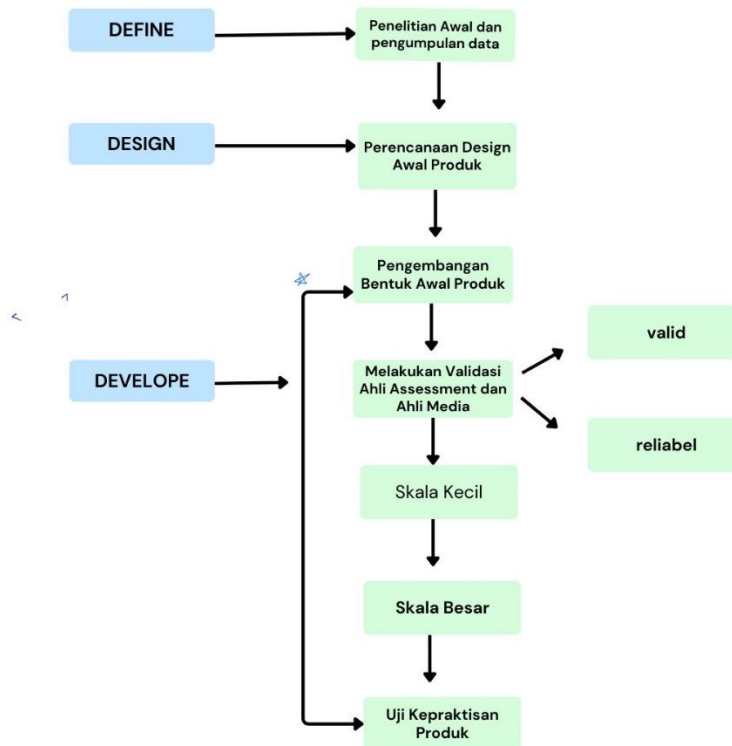 DEFINE
Penelitian Awal dan
pengumpulan data
DESIGN
Perencanaan Design
Awal Produk
Pengembangan
Bentuk Awal Produk
valid
DEVELOPE
Melakukan Validasi
Ahli Assessment dan
Ahli Media
reliabel
Skala Kecil
Skala Besar
Uji Kepraktisan
Produk